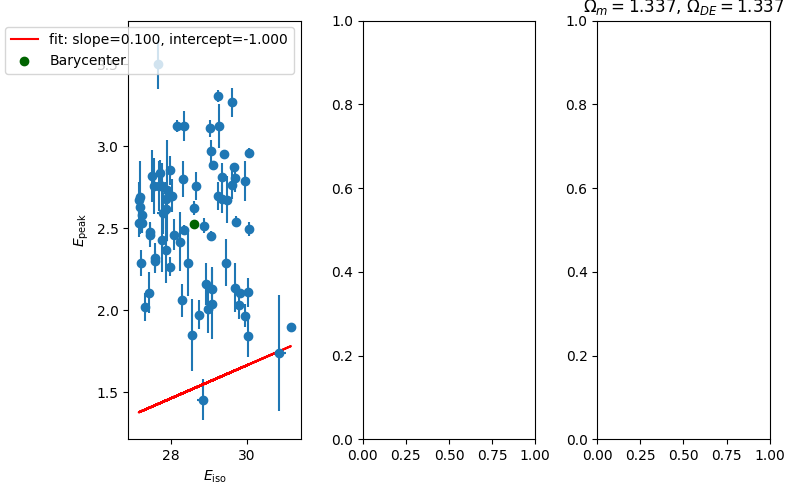 Ω_m = 1.337, Ω_DE = 1.337
fit: slope=0.100, intercept=-1.000
Barycenter
3.5
3.0
2.5
2.0
1.5
E_peak
28
30
E_iso
1.0
0.8
0.6
0.4
0.2
0.0
0.00 0.25 0.50 0.75 1.00
1.0
0.8
0.6
0.4
0.2
0.0
0.00 0.25 0.50 0.75 1.00